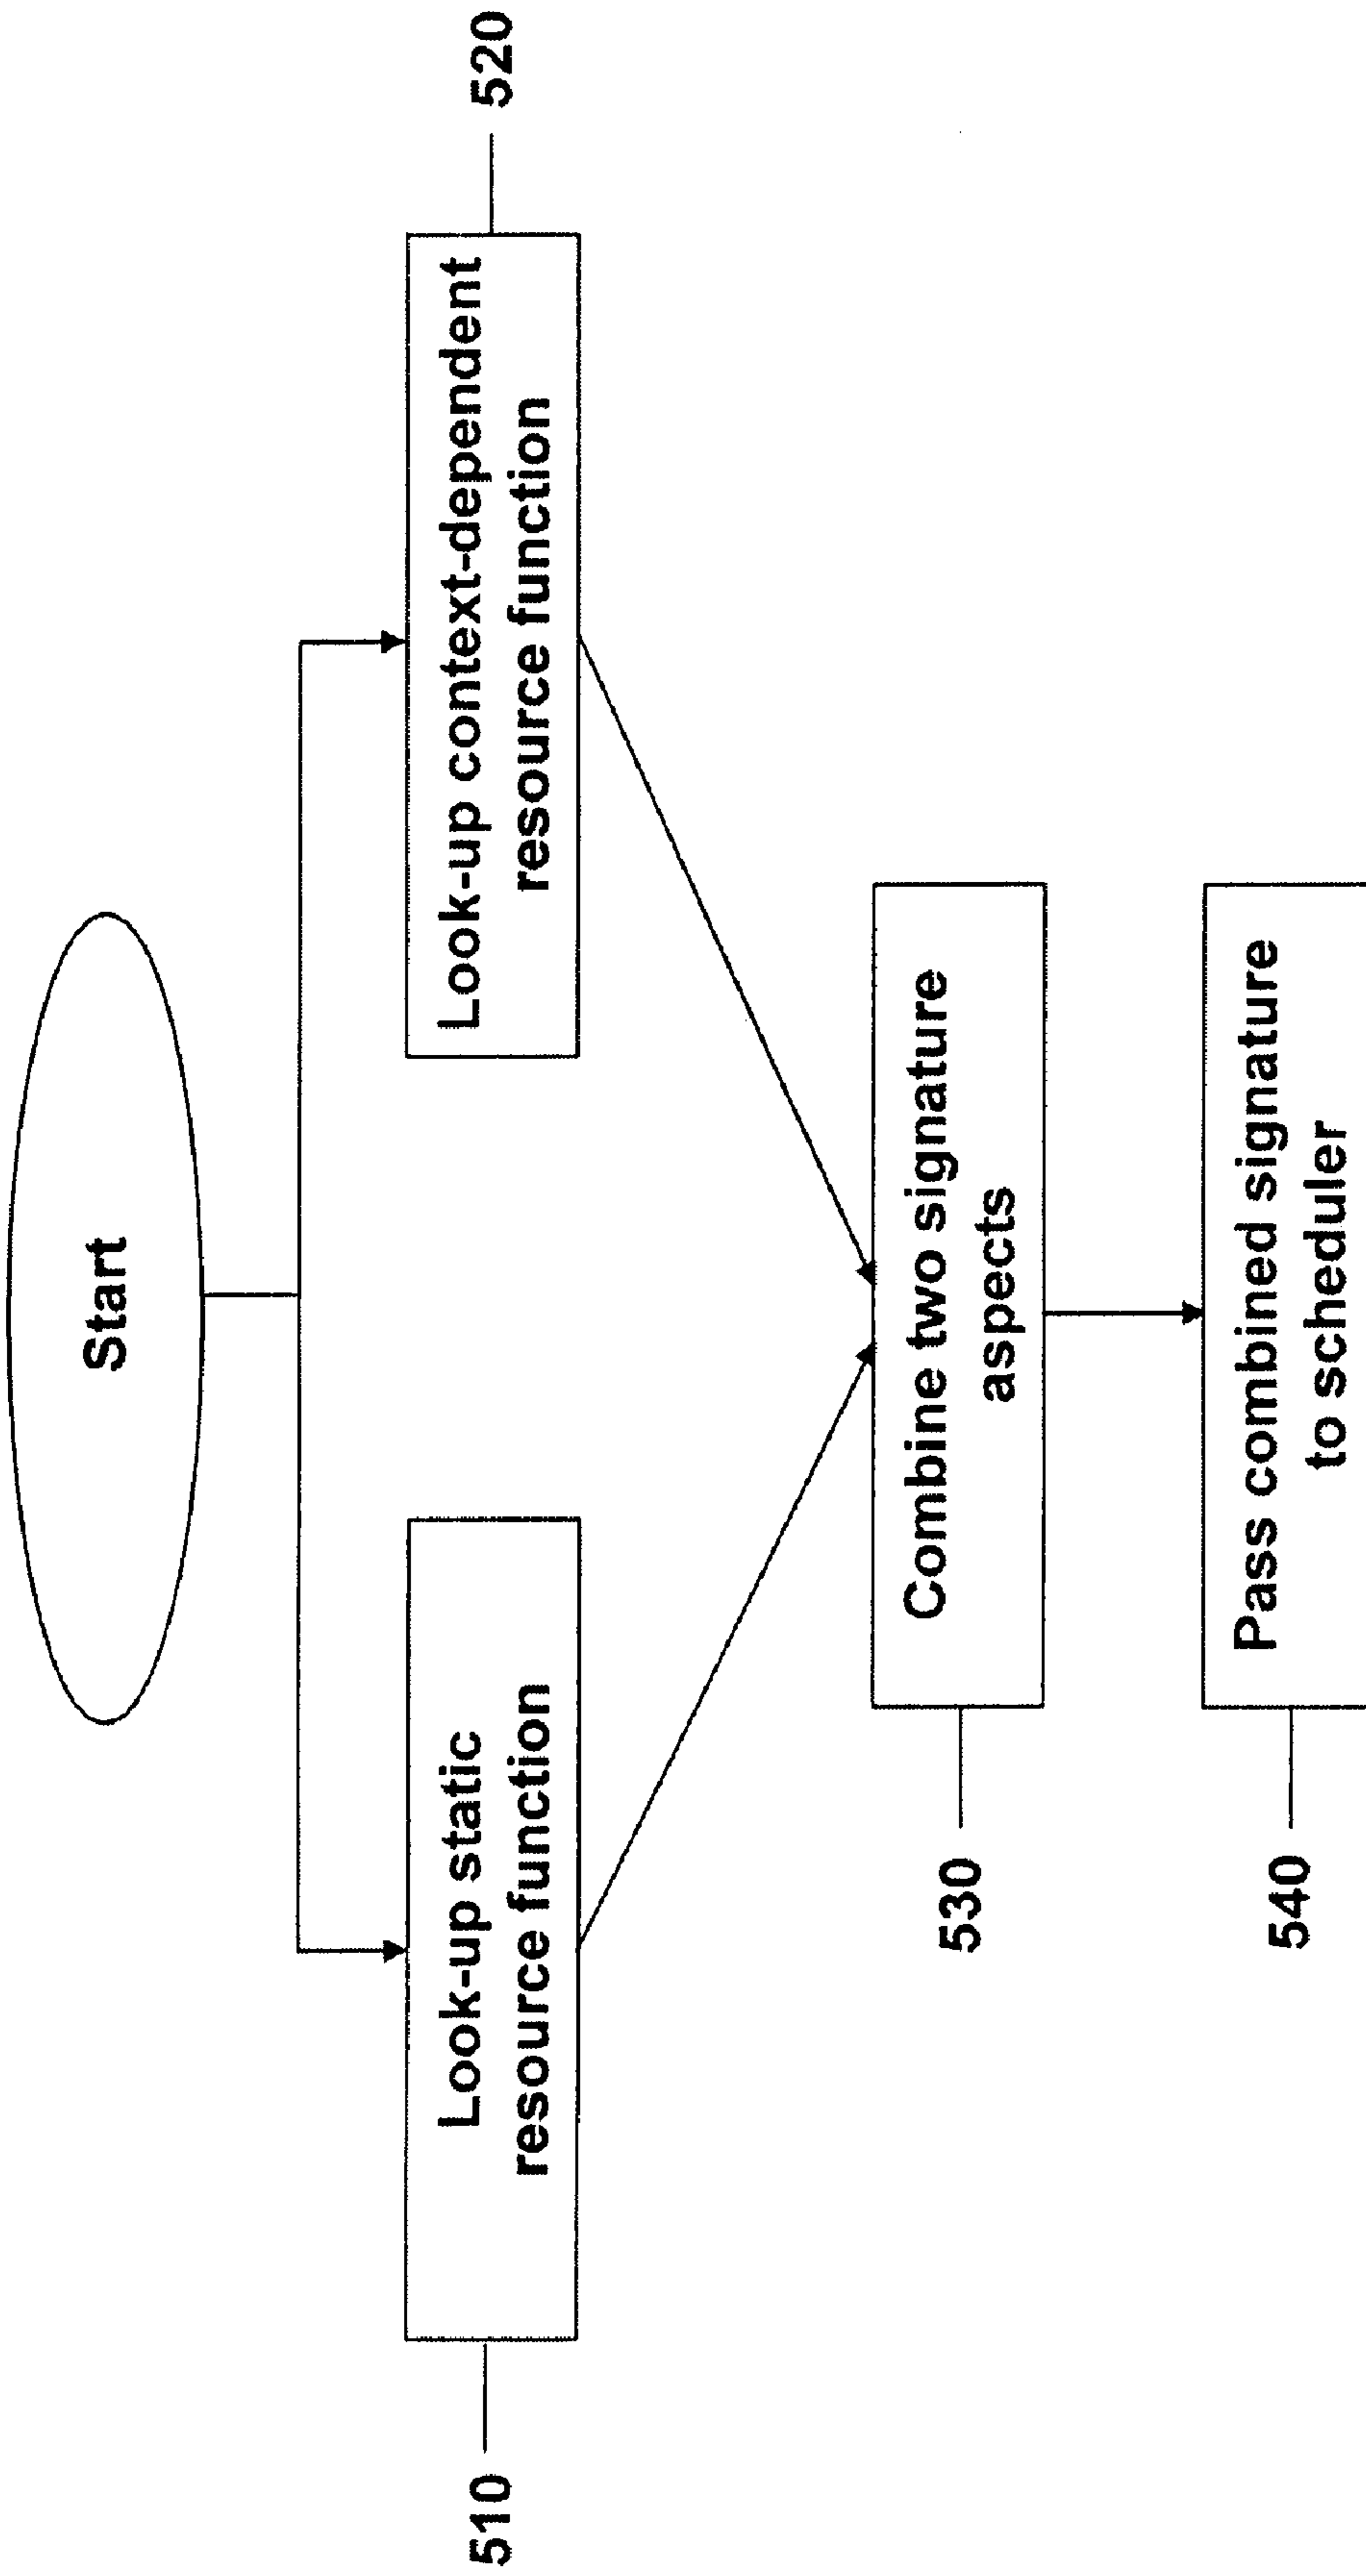 Start
510
Look-up static
resource function
Look-up context-dependent
resource function
520
530
Combine two signature
aspects
540
Pass combined signature
to scheduler